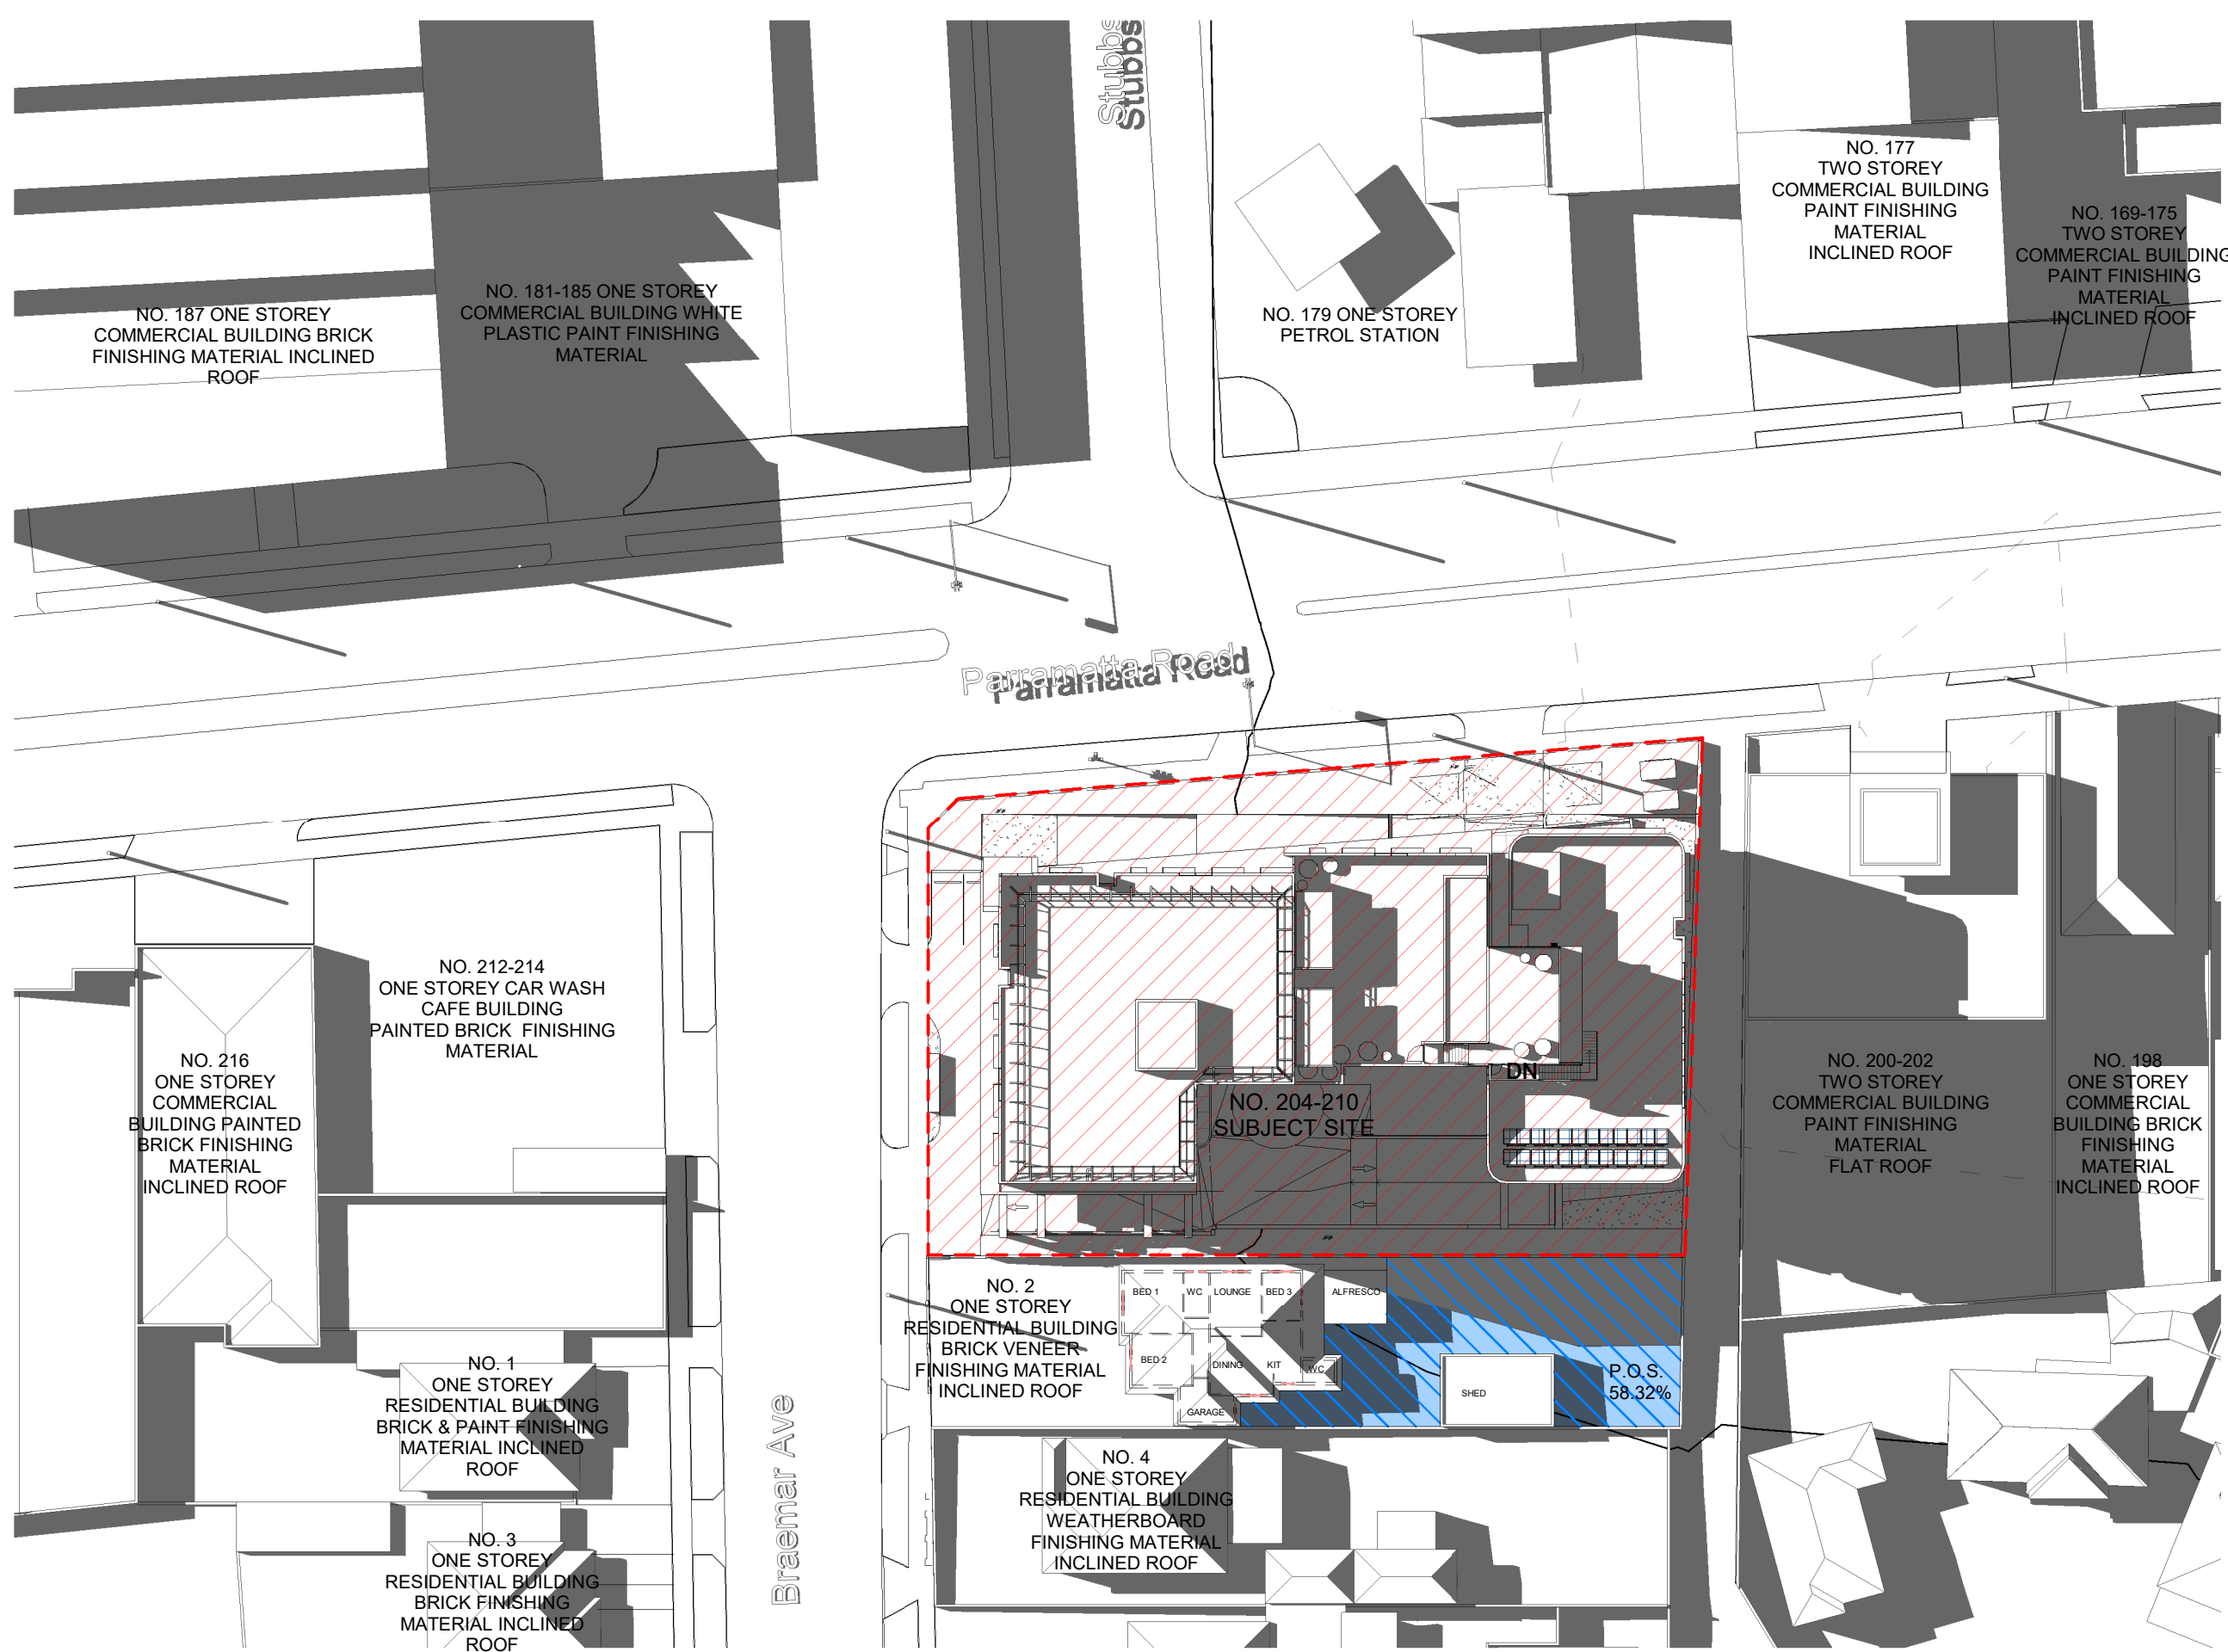 Stubbs
NO. 177
TWO STOREY
COMMERCIAL BUILDING
PAINT FINISHING
MATERIAL
INCLINED ROOF
NO. 169-175
TWO STOREY
COMMERCIAL BUILDING
PAINT FINISHING
MATERIAL
INCLINED ROOF
NO. 187 ONE STOREY
COMMERCIAL BUILDING BRICK
FINISHING MATERIAL INCLINED
ROOF
NO. 181-185 ONE STOREY
COMMERCIAL BUILDING WHITE
PLASTIC PAINT FINISHING
MATERIAL
NO. 179 ONE STOREY
PETROL STATION
Parramatta Road
NO. 212-214
ONE STOREY CAR WASH
CAFE BUILDING
PAINTED BRICK FINISHING
MATERIAL
NO. 216
ONE STOREY
COMMERCIAL
BUILDING PAINTED
BRICK FINISHING
MATERIAL
INCLINED ROOF
DN
NO. 204-210
SUBJECT SITE
NO. 200-202
TWO STOREY
COMMERCIAL BUILDING
PAINT FINISHING
MATERIAL
FLAT ROOF
NO. 198
ONE STOREY
COMMERCIAL
BUILDING BRICK
FINISHING
MATERIAL
INCLINED ROOF
NO. 2
ONE STOREY
RESIDENTIAL BUILDING
BRICK VENEER
FINISHING MATERIAL
INCLINED ROOF
BED 1
WC
LOUNGE
BED 3
ALFRESCO
BED 2
DINING
KIT
WC
GARAGE
SHED
P.O.S.
58.32%
NO. 1
ONE STOREY
RESIDENTIAL BUILDING
BRICK & PAINT FINISHING
MATERIAL INCLINED
ROOF
Braemar Ave
NO. 4
ONE STOREY
RESIDENTIAL BUILDING
WEATHERBOARD
FINISHING MATERIAL
INCLINED ROOF
NO. 3
ONE STOREY
RESIDENTIAL BUILDING
BRICK FINISHING
MATERIAL INCLINED
ROOF